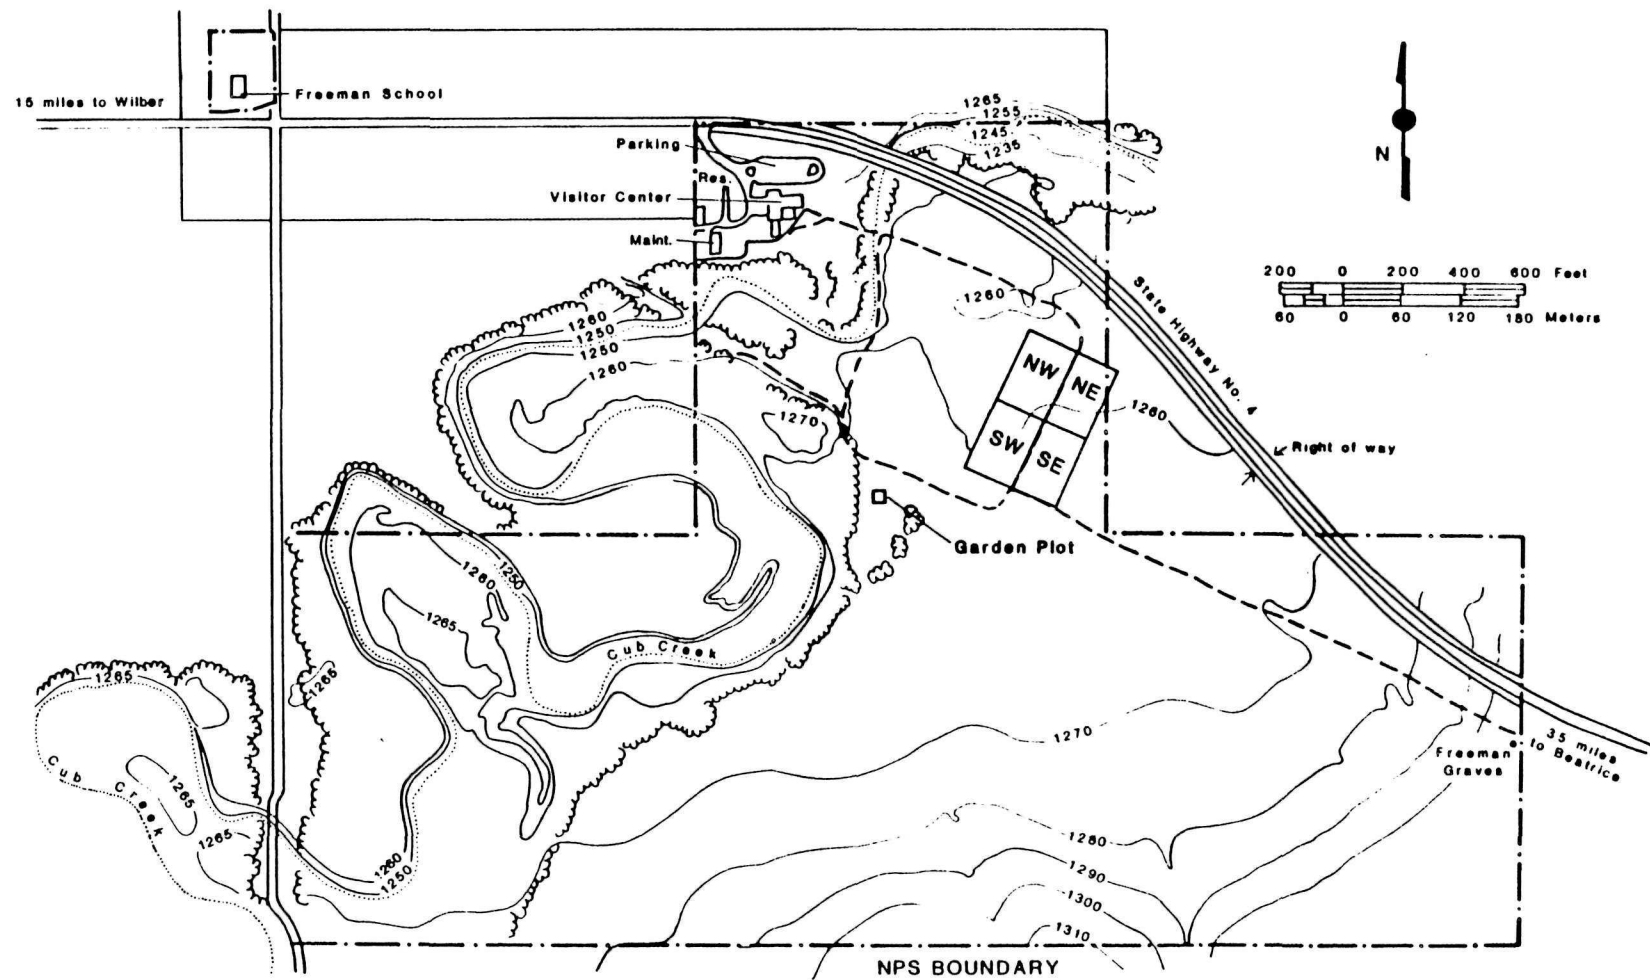 15 miles to Wilber
Freeman School
1265
1255
1245
1235
Parking
Res.
Visitor Center
Maint.
N
200 0 200 400 600 Feet
60 0 60 120 180 Meters
State Highway No. 4
1260
1260
1250
1250
1260
NW
NE
SW
SE
1260
1270
Right of way
Garden Plot
1250
1260
1265
Cub Creek
1265
1265
Cub Creek
1265
1265
1260
1250
1270
1280
1290
1300
1310
35 miles
to Beatrice
Freeman
Graves
NPS BOUNDARY